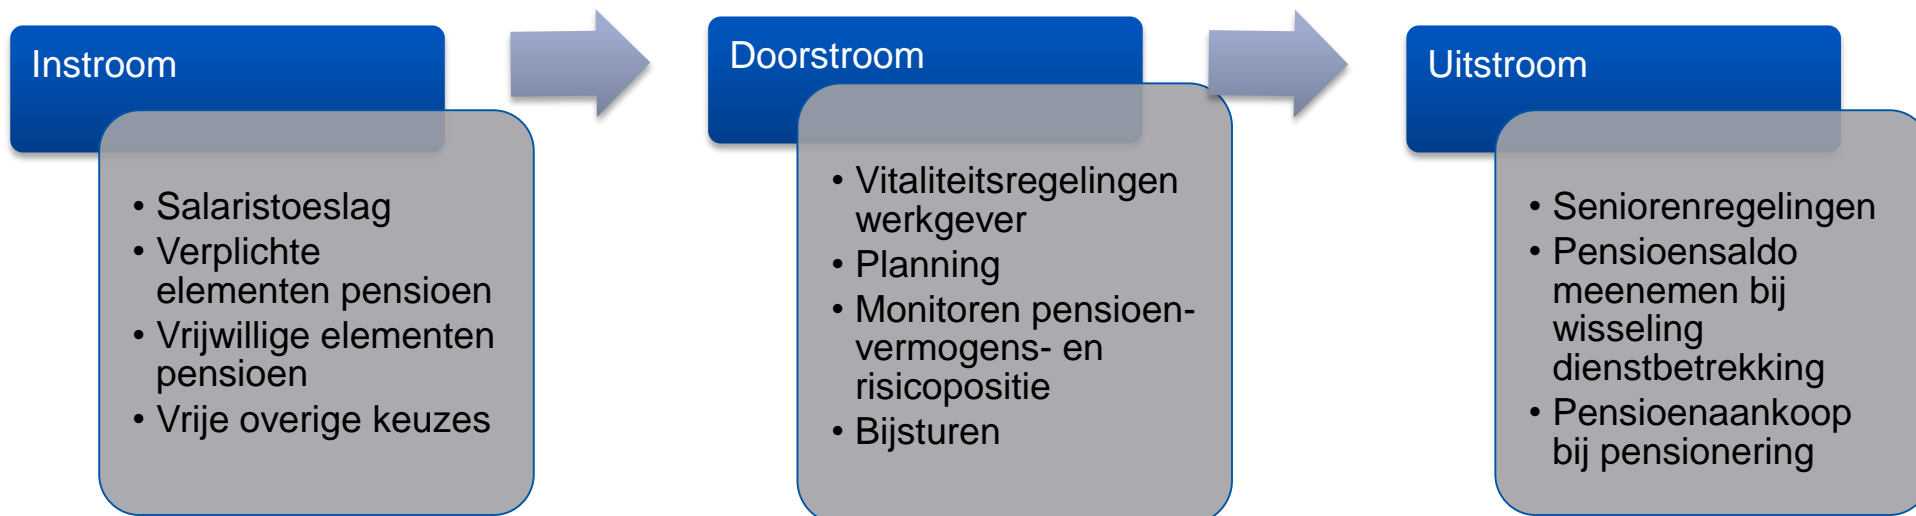 Instroom
• Salaristoeslag
• Verplichte
elementen pensioen
• Vrijwillige elementen
pensioen
• Vrije overige keuzes
Doorstroom
• Vitaliteitsregelingen
werkgever
• Planning
• Monitoren pensioen-
vermogens- en
risicopositie
• Bijsturen
Uitstroom
• Seniorenregelingen
• Pensioensaldo
meenemen bij
wisseling
dienstbetrekking
• Pensioenaankoop
bij pensionering